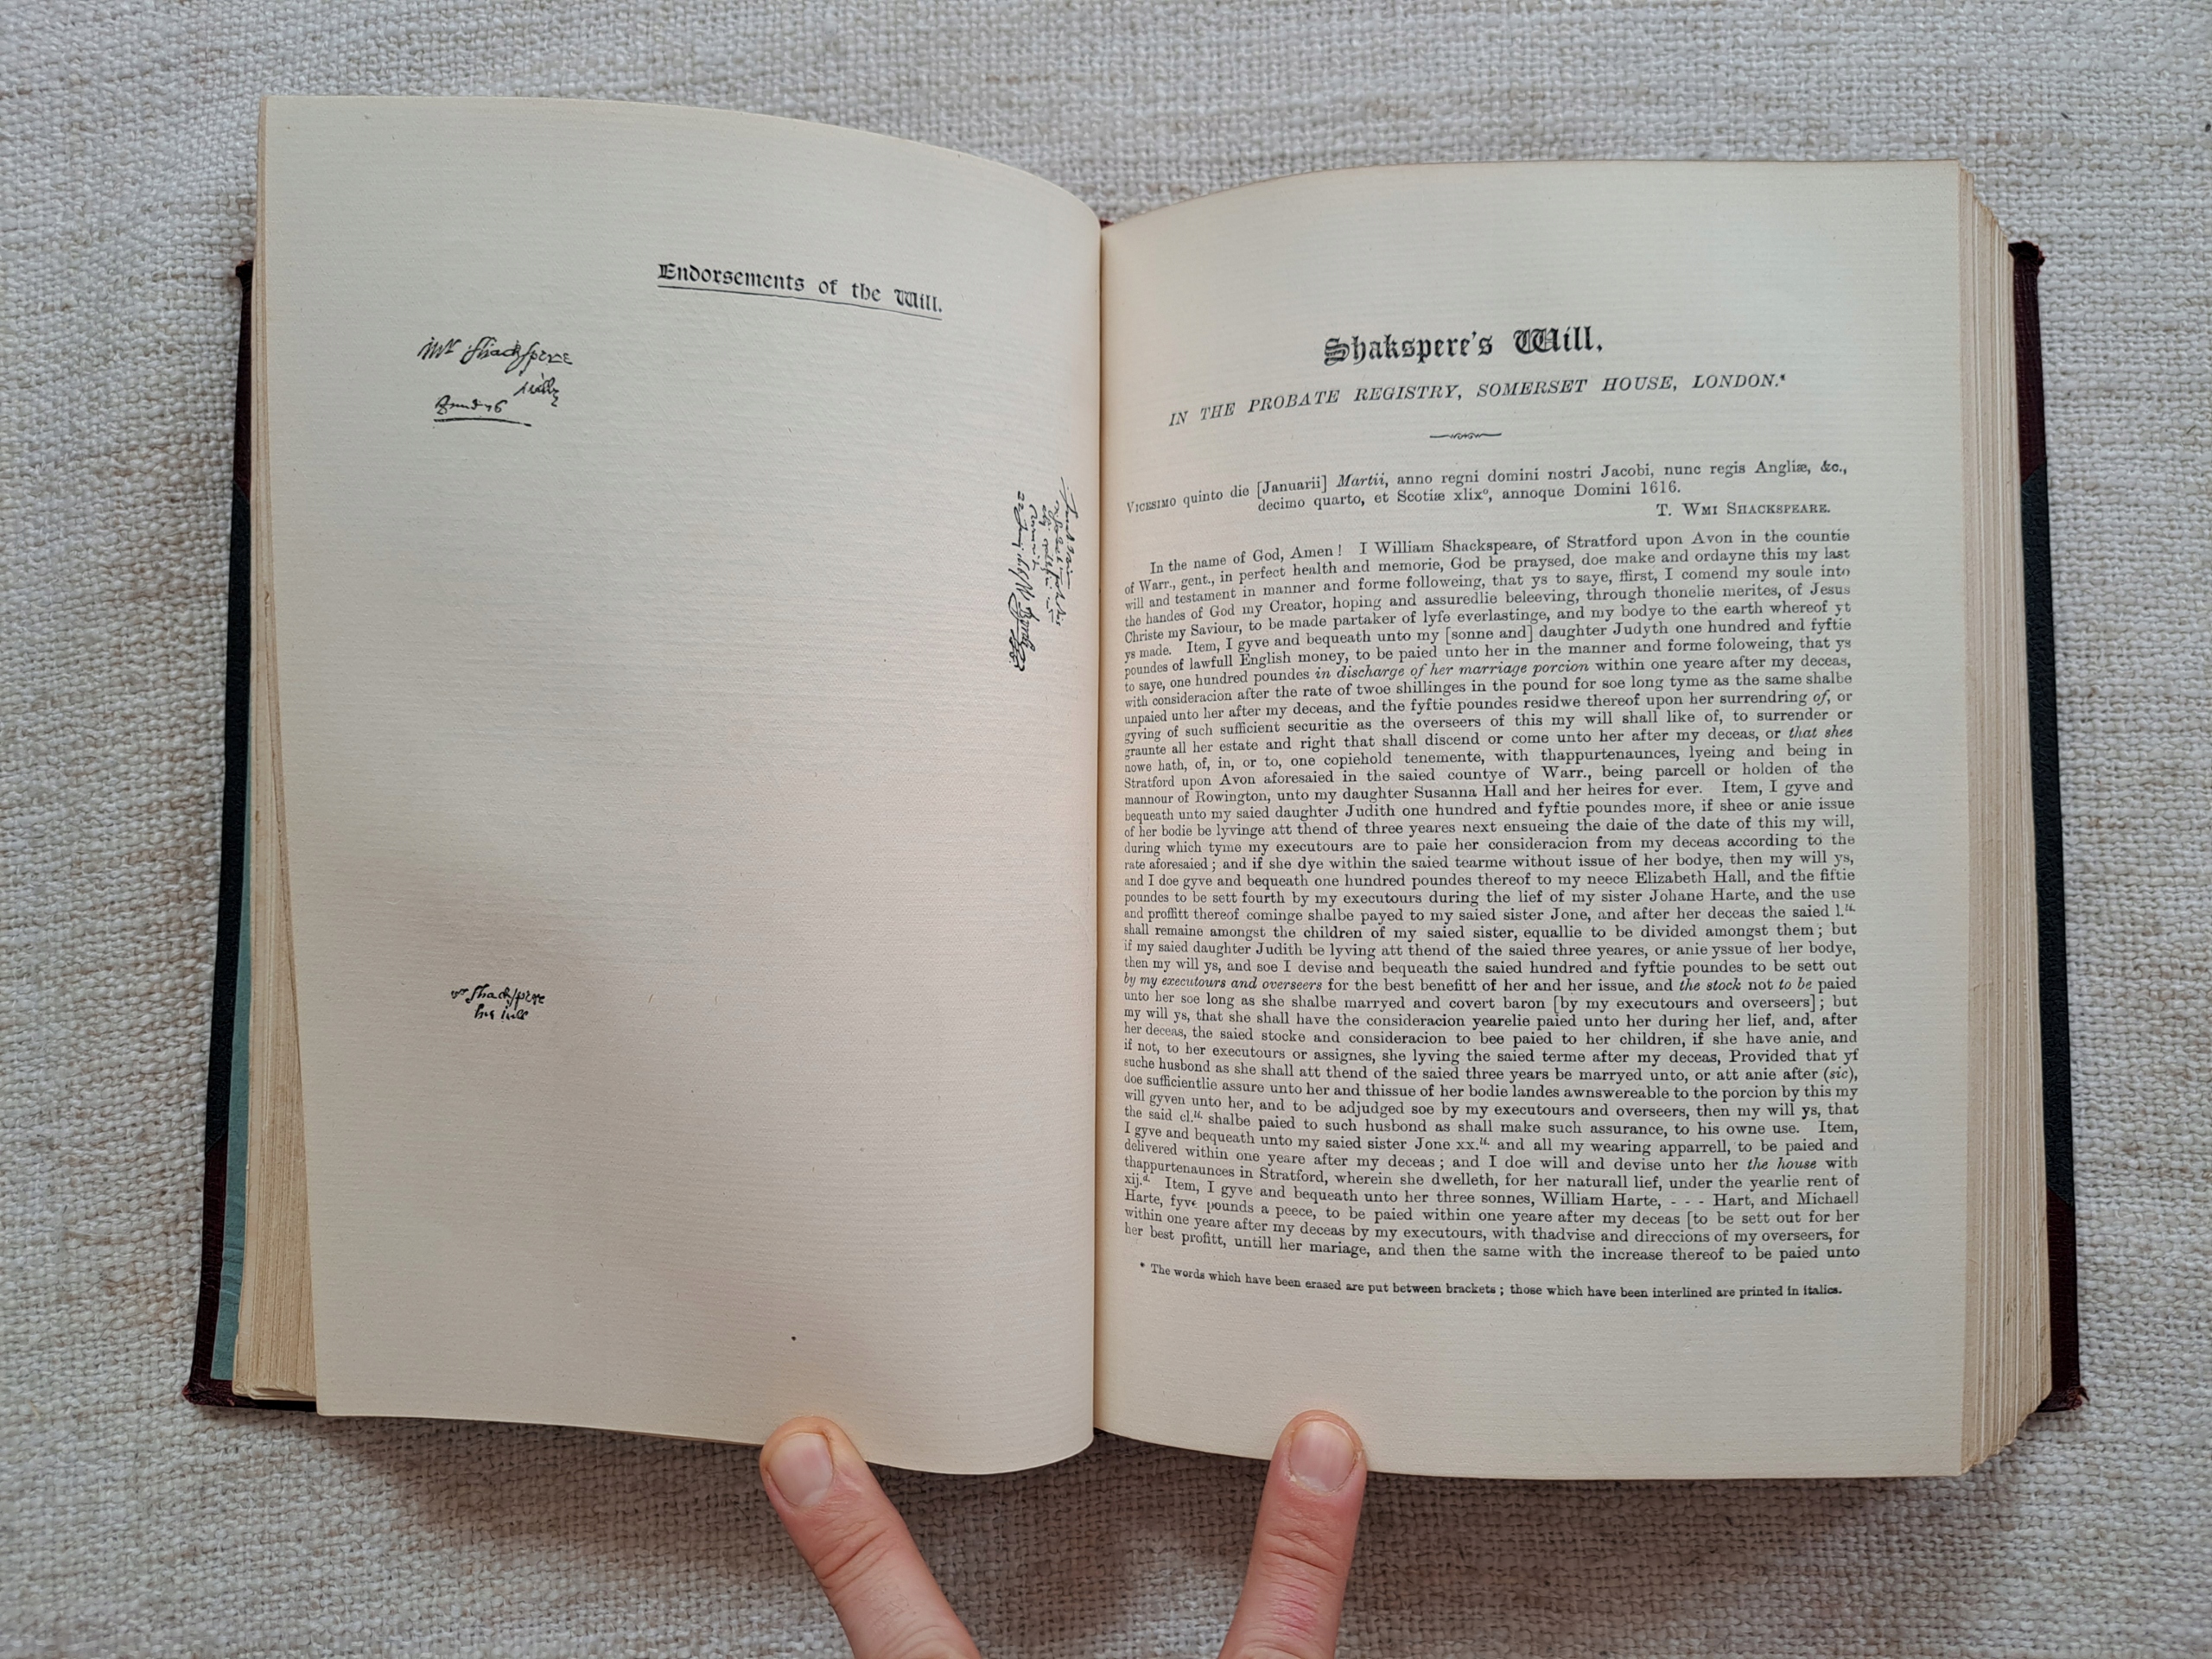 Endorsements of the Will.
Mr Shackspere
Mr Shackspere
his will
Shakspere's Will.
IN THE PROBATE REGISTRY, SOMERSET HOUSE, LONDON.*
VICESIMO quinto die [Januarii] Martii, anno regni domini nostri Jacobi, nunc regis Angliæ, &c.,
decimo quarto, et Scotiæ xlixº, annoque Domini 1616.
T. WMI SHACKSPEARE.
In the name of God, Amen! I William Shackspeare, of Stratford upon Avon in the countie
of Warr., gent., in perfect health and memorie, God be praysed, doe make and ordayne this my last
will and testament in manner and forme followeing, that ys to saye, ffirst, I comend my soule into
the handes of God my Creator, hoping and assuredlie beleeving, through thonelie merites, of Jesus
Christe my Saviour, to be made partaker of lyfe everlastinge, and my bodye to the earth whereof yt
ys made. Item, I gyve and bequeath unto my [sonne and] daughter Judyth one hundred and fyftie
poundes of lawfull English money, to be paied unto her in the manner and forme foloweing, that ys
to saye, one hundred poundes in discharge of her marriage porcion within one yeare after my deceas,
with consideracion after the rate of twoe shillinges in the pound for soe long tyme as the same shalbe
unpaied unto her after my deceas, and the fyftie poundes residwe thereof upon her surrendring of, or
gyving of such sufficient securitie as the overseers of this my will shall like of, to surrender or
graunte all her estate and right that shall discend or come unto her after my deceas, or that shee
nowe hath, of, in, or to, one copiehold tenemente, with thappurtenaunces, lyeing and being in
Stratford upon Avon aforesaied in the saied countye of Warr., being parcell or holden of the
mannour of Rowington, unto my daughter Susanna Hall and her heires for ever. Item, I gyve and
bequeath unto my saied daughter Judith one hundred and fyftie poundes more, if shee or anie issue
of her bodie be lyvinge att thend of three yeares next ensueing the daie of the date of this my will,
during which tyme my executours are to paie her consideracion from my deceas according to the
rate aforesaied; and if she dye within the saied tearme without issue of her bodye, then my will ys,
and I doe gyve and bequeath one hundred poundes thereof to my neece Elizabeth Hall, and the fiftie
poundes to be sett fourth by my executours during the lief of my sister Johane Harte, and the use
and proffitt thereof cominge shalbe payed to my saied sister Jone, and after her deceas the saied l.li.
shall remaine amongst the children of my saied sister, equallie to be divided amongst them; but
if my saied daughter Judith be lyving att thend of the saied three yeares, or anie yssue of her bodye,
then my will ys, and soe I devise and bequeath the saied hundred and fyftie poundes to be sett out
by my executours and overseers for the best benefitt of her and her issue, and the stock not to be paied
unto her soe long as she shalbe marryed and covert baron [by my executours and overseers]; but
my will ys, that she shall have the consideracion yearelie paied unto her during her lief, and, after
her deceas, the saied stocke and consideracion to bee paied to her children, if she have anie, and
if not, to her executours or assignes, she lyving the saied terme after my deceas, Provided that yf
suche husbond as she shall att thend of the saied three years be marryed unto, or att anie after (sic),
doe sufficientlie assure unto her and thissue of her bodie landes awnswereable to the porcion by this my
will gyven unto her, and to be adjudged soe by my executours and overseers, then my will ys, that
the said cl.li. shalbe paied to such husbond as shall make such assurance, to his owne use. Item,
I gyve and bequeath unto my saied sister Jone xx.li. and all my wearing apparrell, to be paied and
delivered within one yeare after my deceas; and I doe will and devise unto her the house with
thappurtenaunces in Stratford, wherein she dwelleth, for her naturall lief, under the yearlie rent of
xij.d. Item, I gyve and bequeath unto her three sonnes, William Harte, - - - Hart, and Michaell
Harte, fyve pounds a peece, to be paied within one yeare after my deceas [to be sett out for her
within one yeare after my deceas by my executours, with thadvise and direccions of my overseers, for
her best profitt, untill her mariage, and then the same with the increase thereof to be paied unto
* The words which have been erased are put between brackets; those which have been interlined are printed in italics.